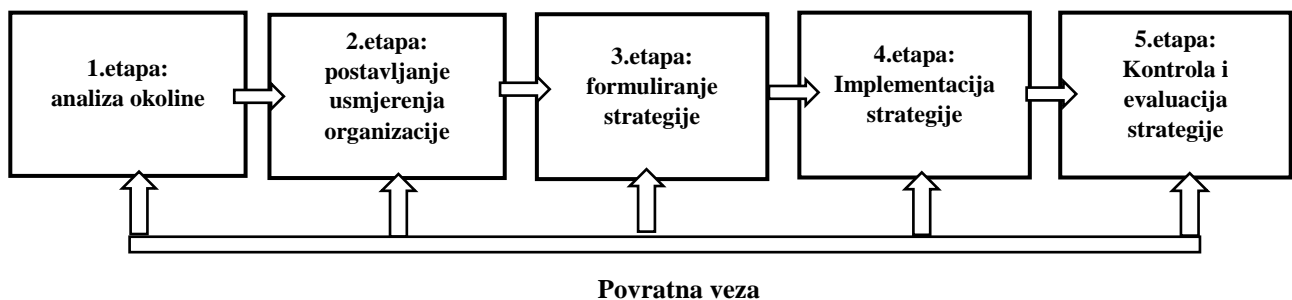 1.etapa:
analiza okoline
2.etapa:
postavljanje
usmjerenja
organizacije
3.etapa:
formuliranje
strategije
4.etapa:
Implementacija
strategije
5.etapa:
Kontrola i
evaluacija
strategije
Povratna veza